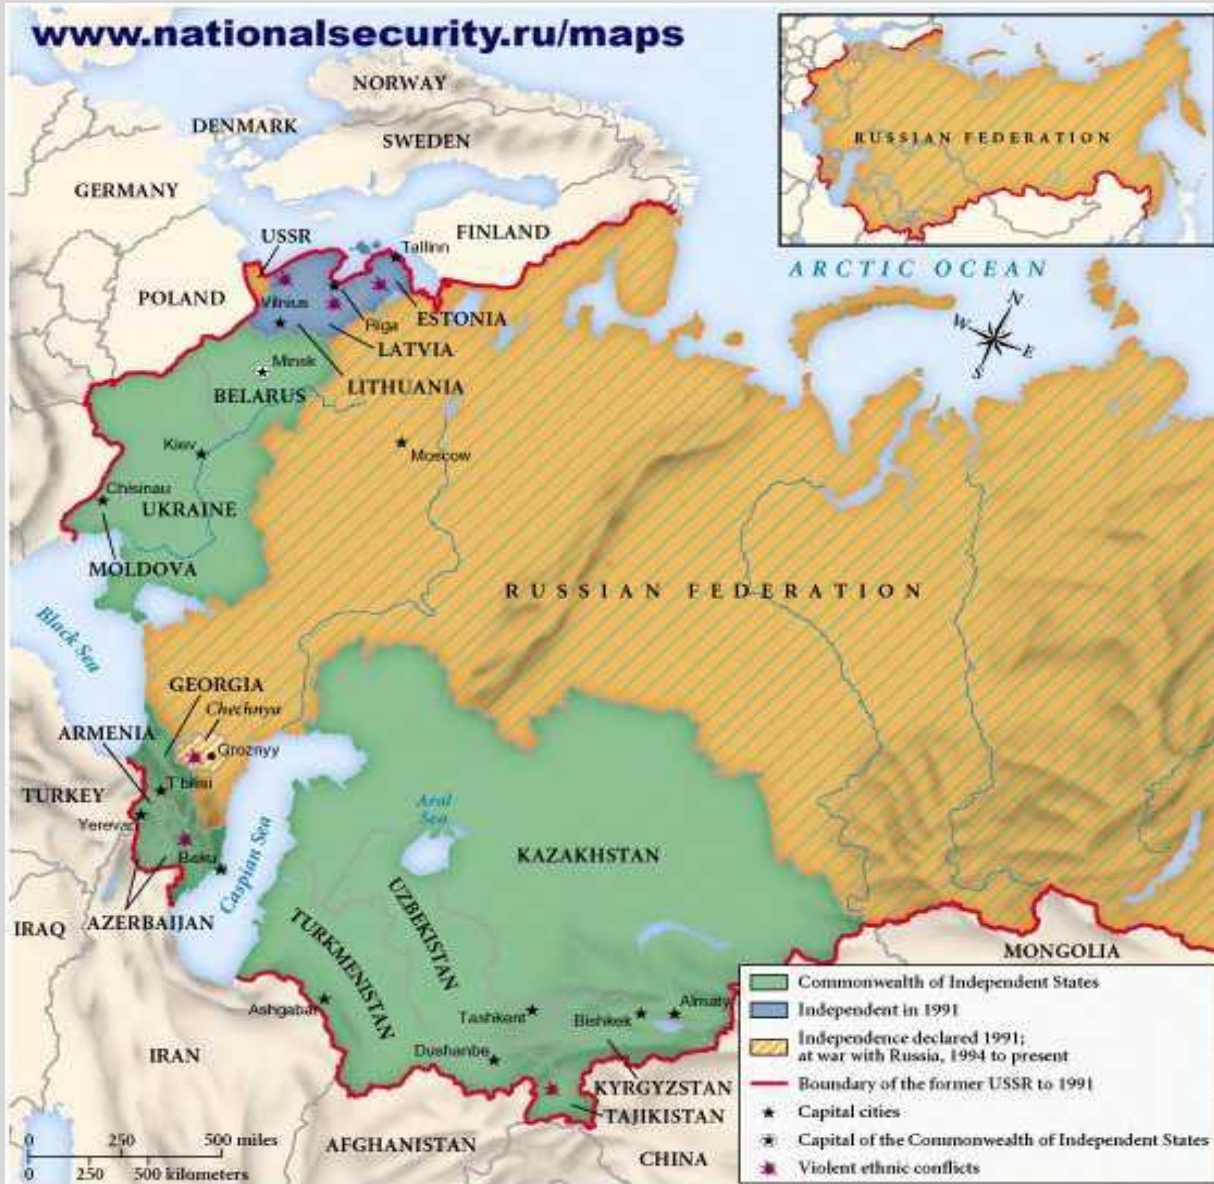 www.nationalsecurity.ru/maps
NORWAY
DENMARK
SWEDEN
GERMANY
FINLAND
USSR
Tallinn
POLAND
Vilnius
Riga
ESTONIA
LATVIA
LITHUANIA
Minsk
BELARUS
Kiev
Moscow
Chisinau
UKRAINE
MOLDOVA
RUSSIAN FEDERATION
ARCTIC OCEAN
N
W
E
S
RUSSIAN FEDERATION
Black Sea
GEORGIA
Chechnya
ARMENIA
Groznyy
T'bilisi
TURKEY
Yerevan
Baku
Caspian Sea
Aral
Sea
KAZAKHSTAN
AZERBAIJAN
IRAQ
UZBEKISTAN
TURKMENISTAN
MONGOLIA
Ashgabat
Tashkent
Bishkek
Almaty
Dushanbe
IRAN
KYRGYZSTAN
TAJIKISTAN
AFGHANISTAN
CHINA
0 250 500 miles
0 250 500 kilometers
Commonwealth of Independent States
Independent in 1991
Independence declared 1991;
at war with Russia, 1994 to present
Boundary of the former USSR to 1991
Capital cities
Capital of the Commonwealth of Independent States
Violent ethnic conflicts